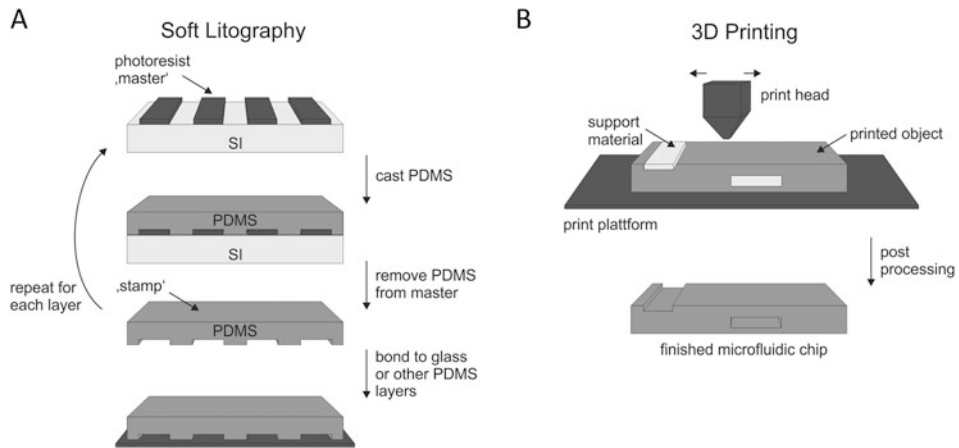 A
Soft Litography
photoresist
‚master‘
SI
cast PDMS
PDMS
SI
remove PDMS
from master
repeat for
each layer
‚stamp‘
PDMS
bond to glass
or other PDMS
layers
B
3D Printing
print head
support
material
printed object
print plattform
post
processing
finished microfluidic chip